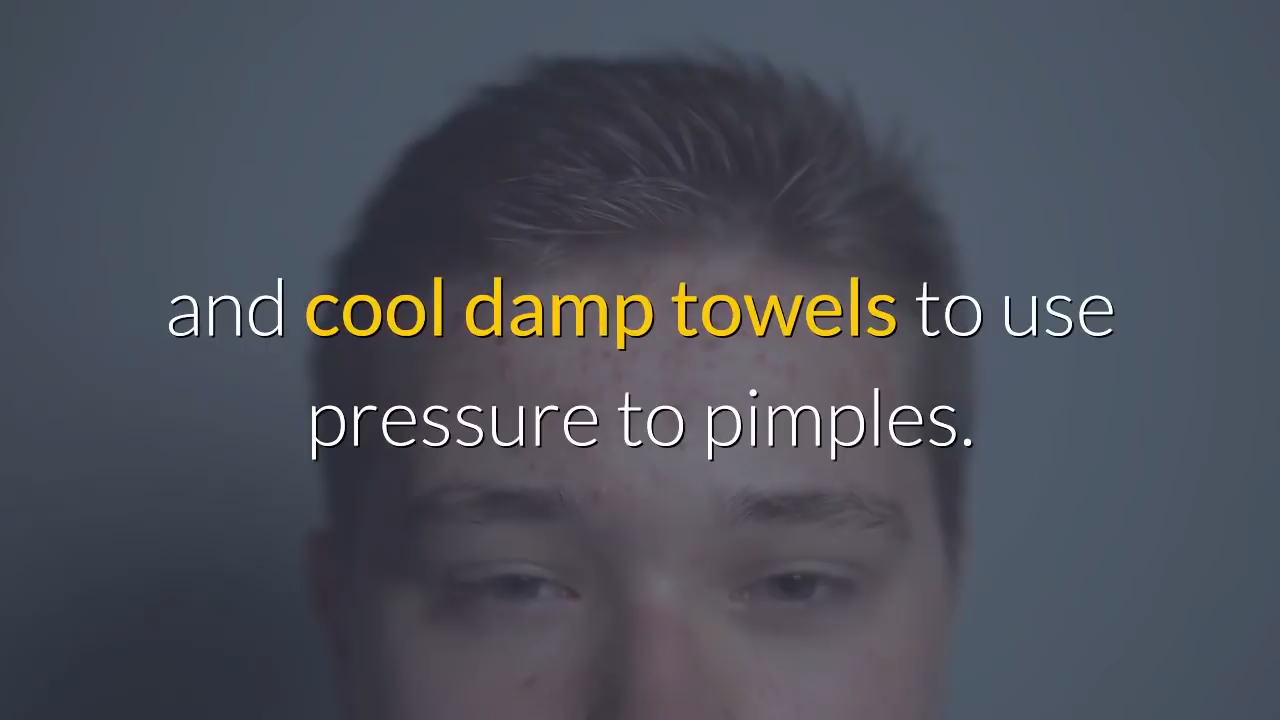 and cool damp towels to use
pressure to pimples.